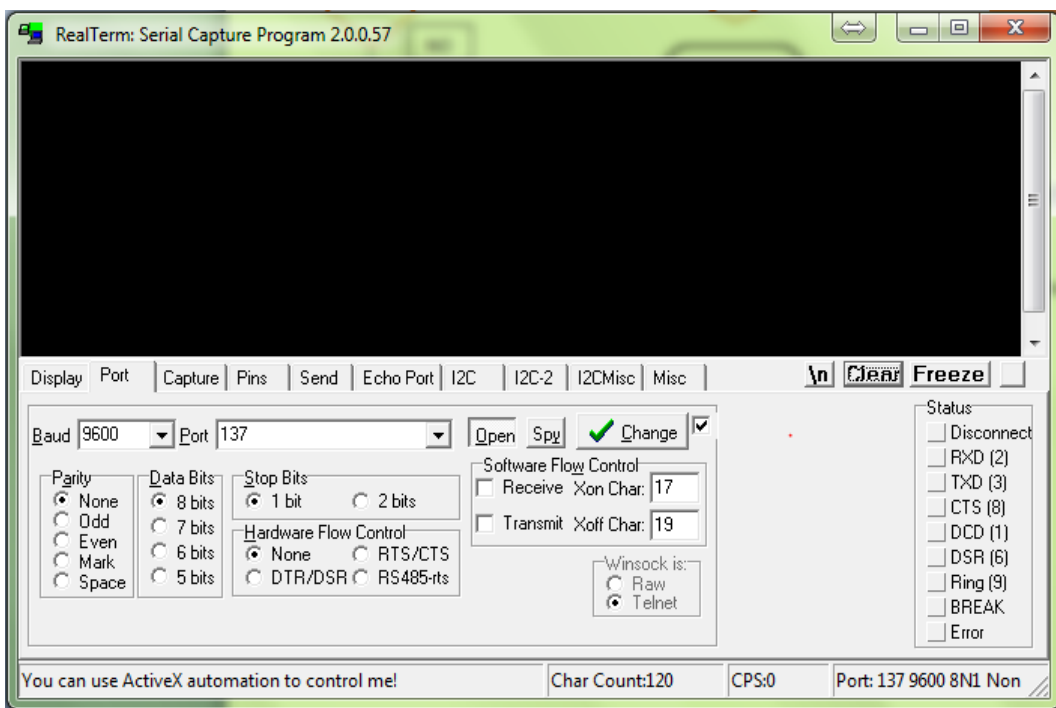 RealTerm: Serial Capture Program 2.0.0.57
Display Port Capture Pins Send Echo Port I2C I2C-2 I2CMisc Misc \n Clear Freeze
Status
Baud 9600 Port 137 Open Spy Change
Disconnect
RXD (2)
TXD (3)
CTS (8)
DCD (1)
DSR (6)
Ring (9)
BREAK
Error
Parity
None
Odd
Even
Mark
Space
Data Bits
8 bits
7 bits
6 bits
5 bits
Stop Bits
1 bit 2 bits
Hardware Flow Control
None RTS/CTS
DTR/DSR RS485-rts
Software Flow Control
Receive Xon Char: 17
Transmit Xoff Char: 19
Winsock is:
Raw
Telnet
You can use ActiveX automation to control me! Char Count:120 CPS:0 Port: 137 9600 8N1 Non